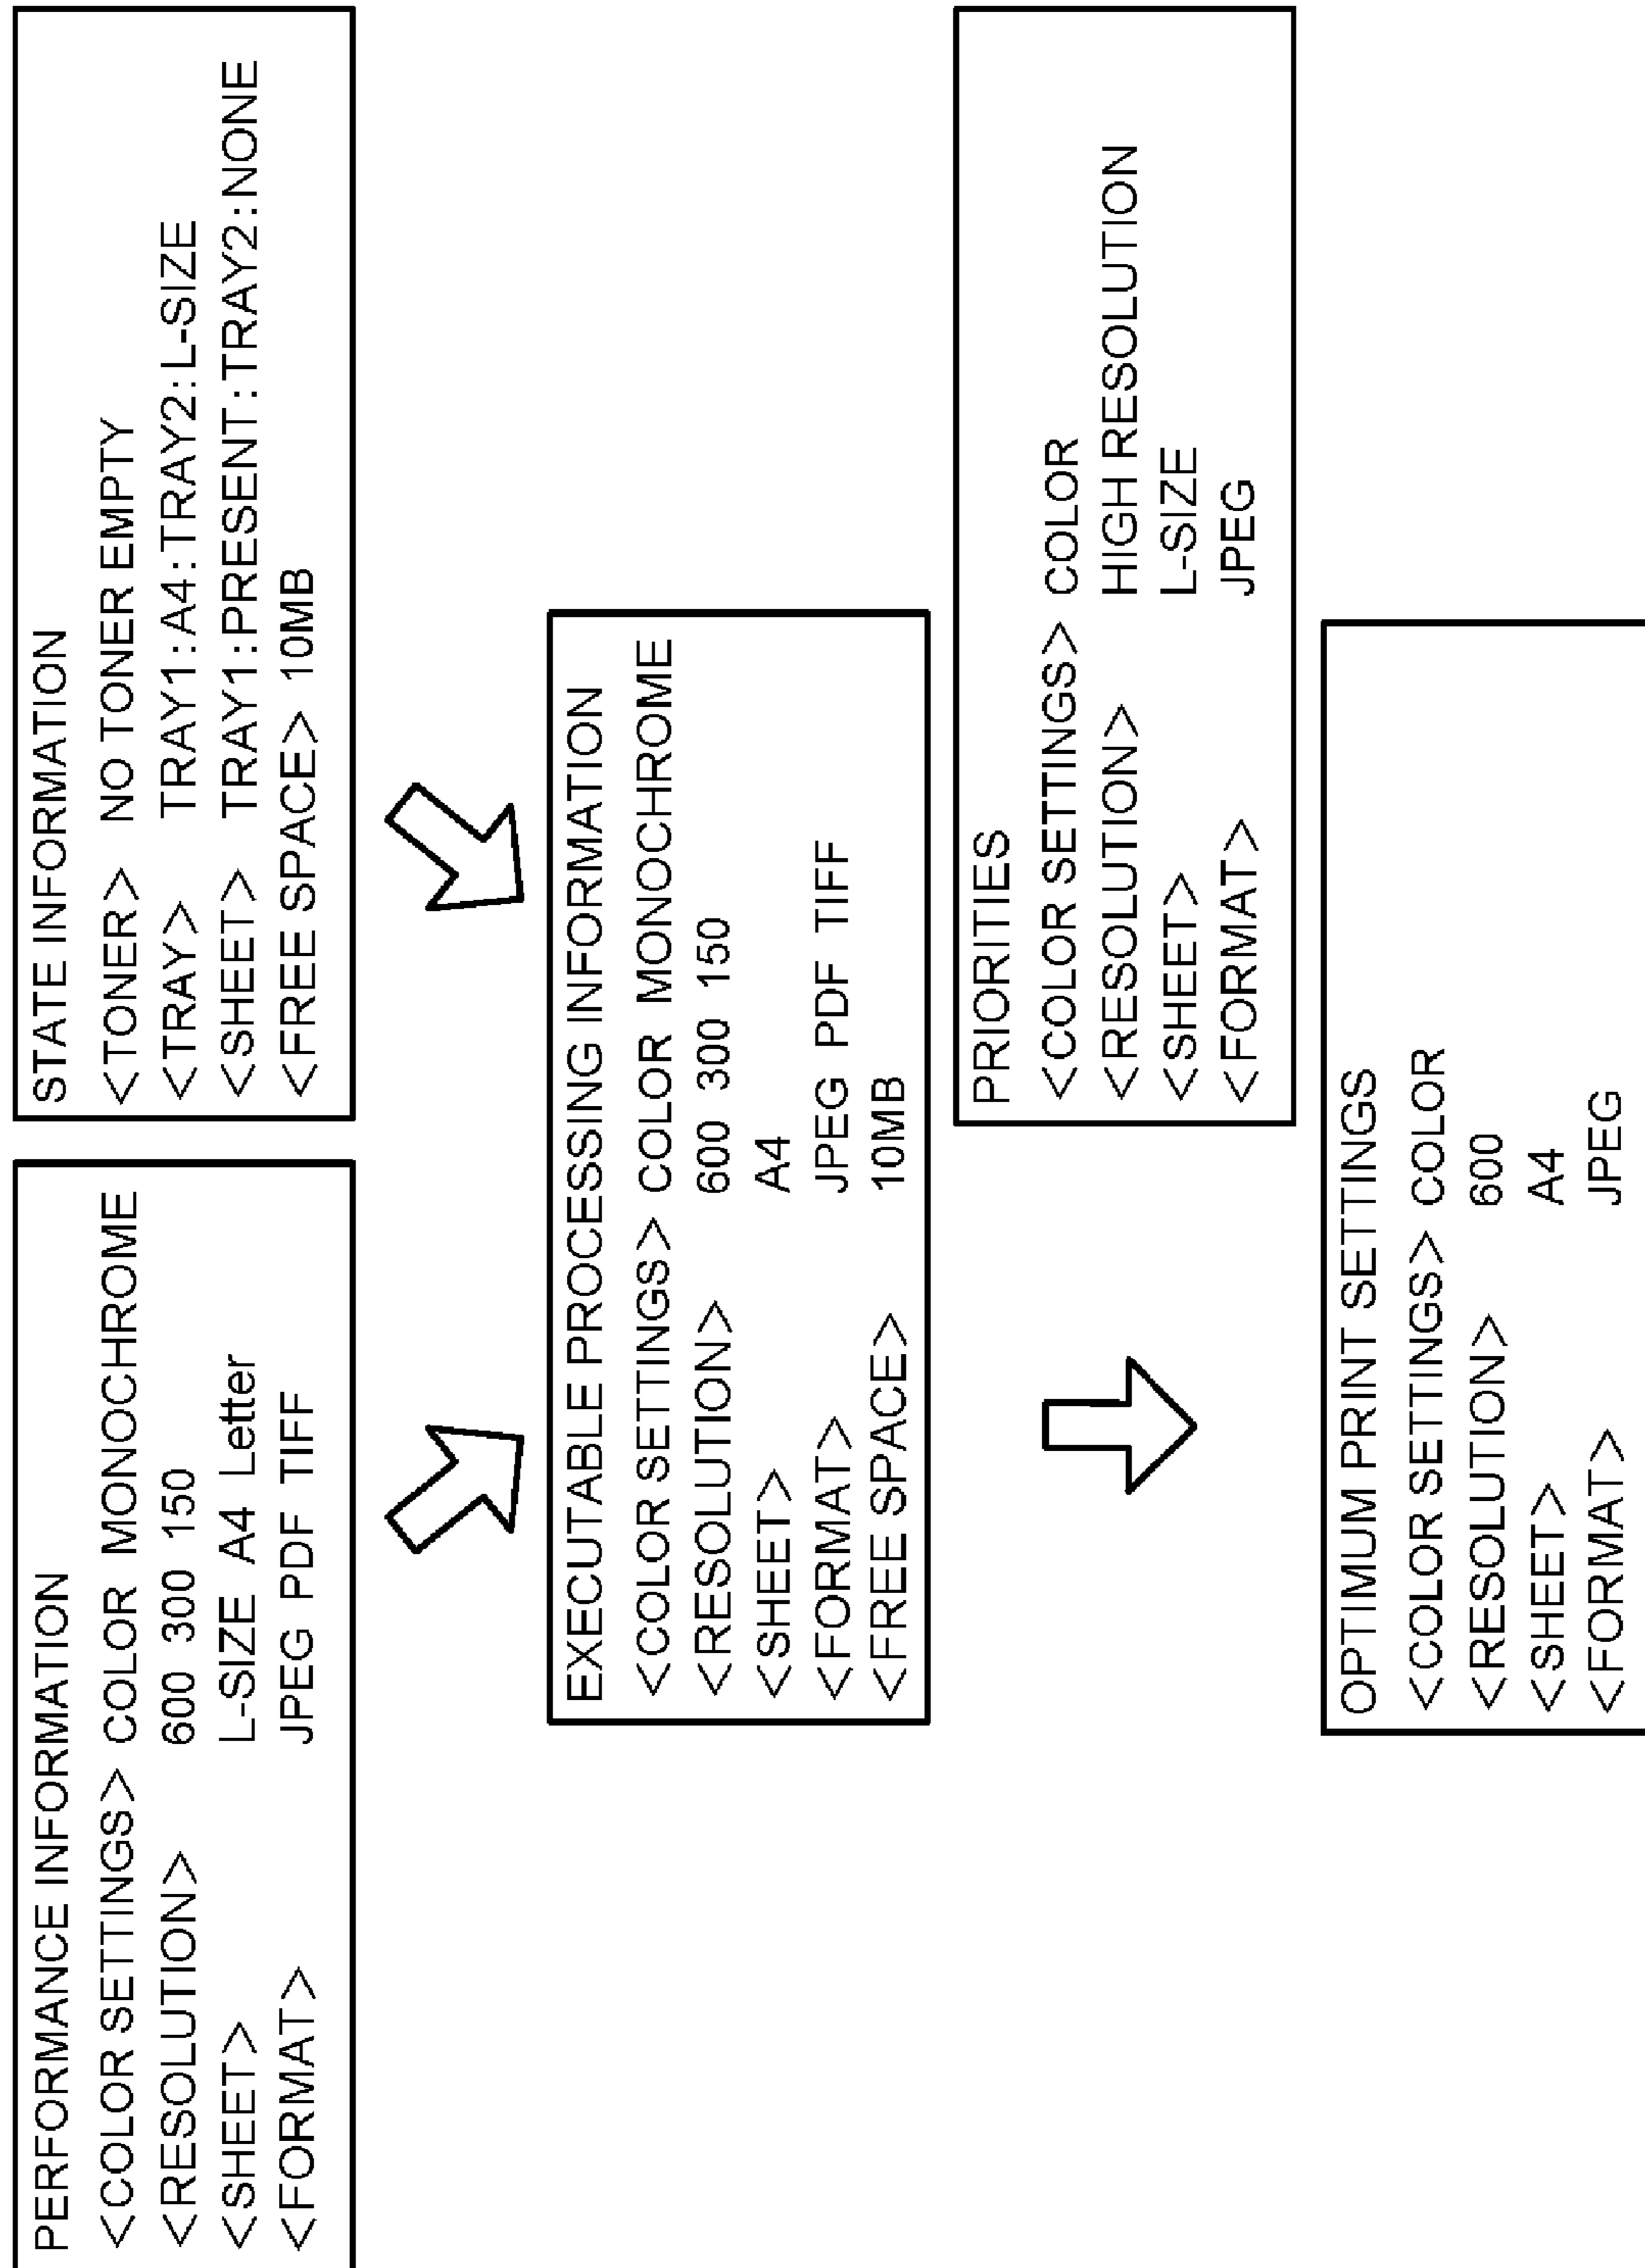 PERFORMANCE INFORMATION
<COLOR SETTINGS> COLOR MONOCHROME
<RESOLUTION> 600 300 150
<SHEET> L-SIZE A4 Letter
<FORMAT> JPEG PDF TIFF
STATE INFORMATION
<TONER> NO TONER EMPTY
<TRAY> TRAY1:A4:TRAY2:L-SIZE
<SHEET> TRAY1:PRESENT:TRAY2:NONE
<FREE SPACE> 10MB
EXECUTABLE PROCESSING INFORMATION
<COLOR SETTINGS> COLOR MONOCHROME
<RESOLUTION> 600 300 150
<SHEET> A4
<FORMAT> JPEG PDF TIFF
<FREE SPACE> 10MB
PRIORITIES
<COLOR SETTINGS> COLOR
<RESOLUTION> HIGH RESOLUTION
<SHEET> L-SIZE
<FORMAT> JPEG
OPTIMUM PRINT SETTINGS
<COLOR SETTINGS> COLOR
<RESOLUTION> 600
<SHEET> A4
<FORMAT> JPEG